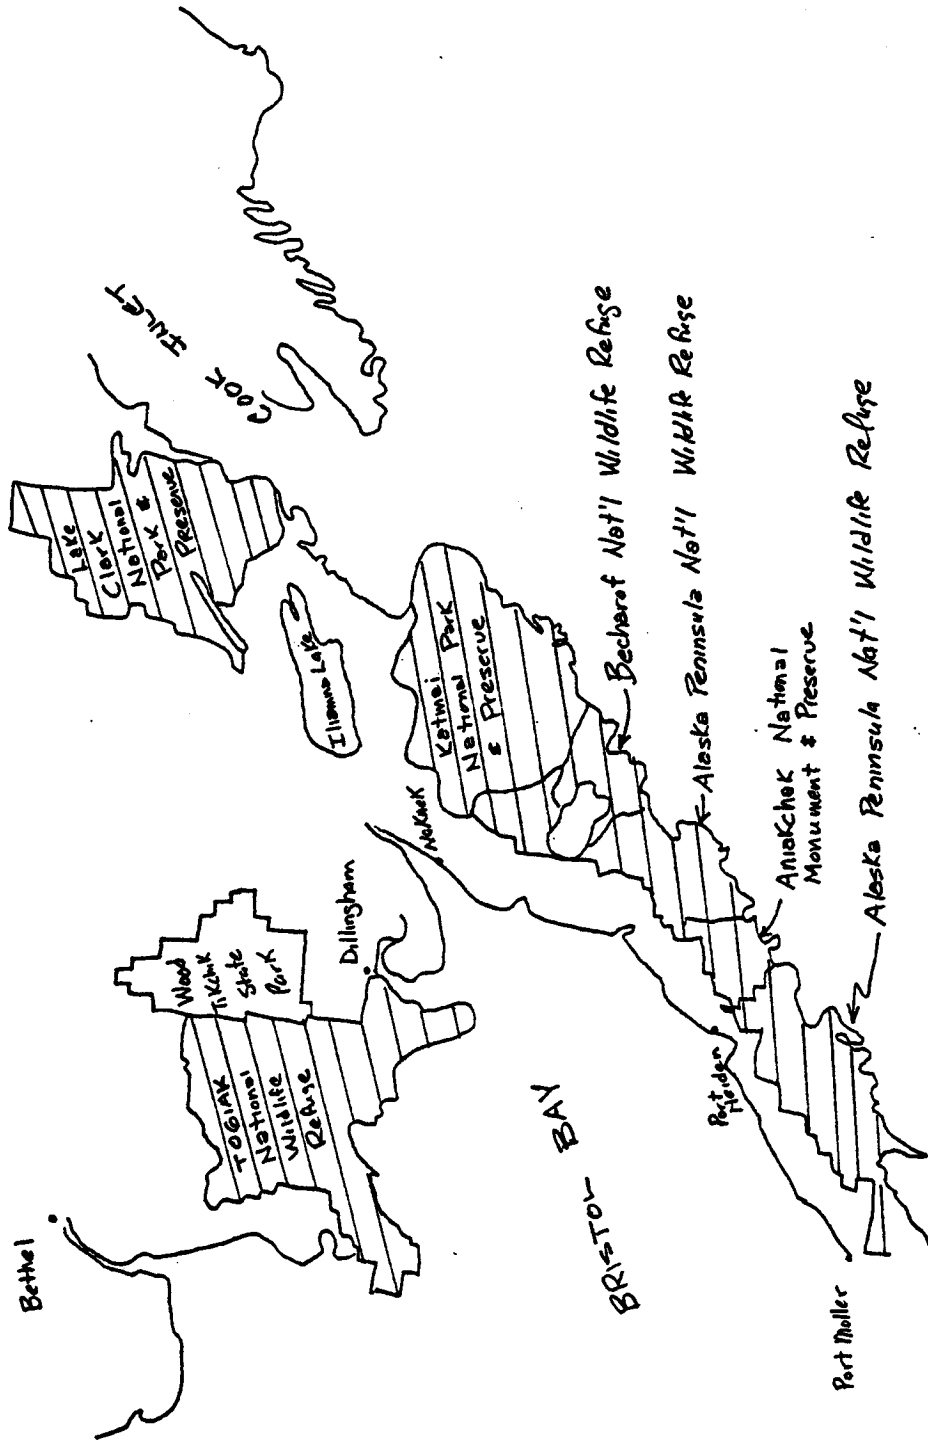 Bethel
TOGIAK
National
Wildlife
Refuge
Wood
Tikchik
State
Park
Dillingham
Lake
Clark
National
Park &
Preserve
Iliamna Lake
COOK INLET
NaKneK
Katmai
National Park
& Preserve
BRISTOL BAY
Port
Heiden
Port Moller
Becharof Nat'l Wildlife Refuge
Alaska Peninsula Nat'l Wildlife Refuge
Aniakchak National
Monument & Preserve
Alaska Peninsula Nat'l Wildlife Refuge